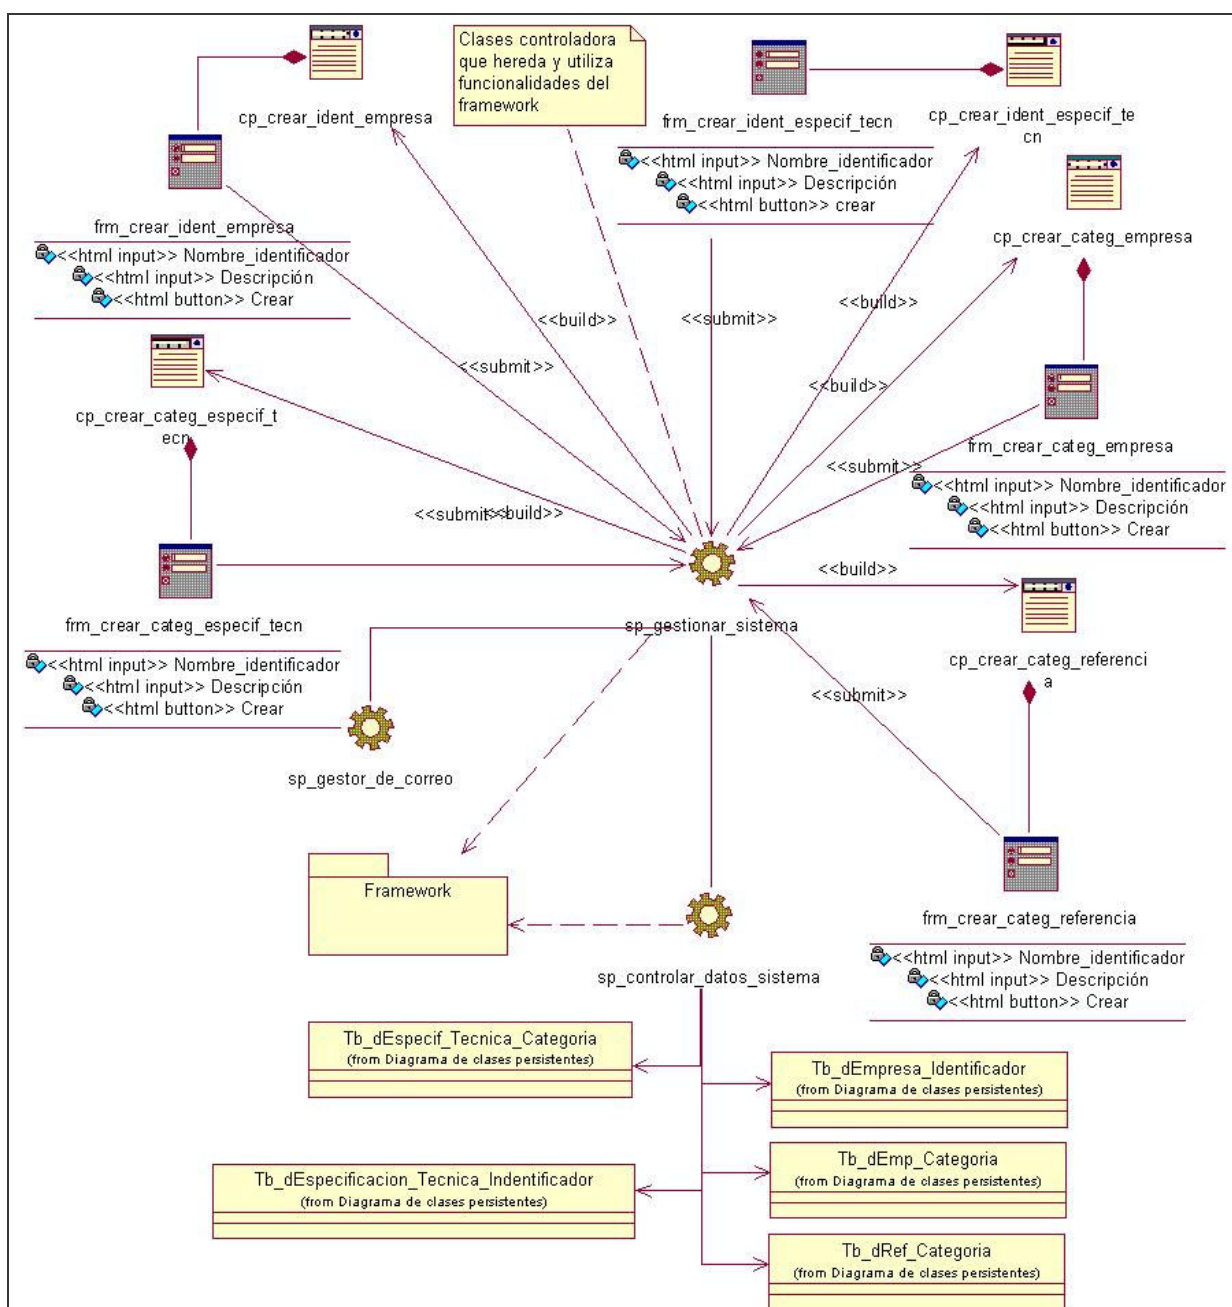 Clases controladora
que hereda y utiliza
funcionalidades del
framework
cp_crear_ident_empresa
frm_crear_ident_especif_tecn
<<html input>> Nombre_identificador
<<html input>> Descripción
<<html button>> crear
cp_crear_ident_especif_te
cn
frm_crear_ident_empresa
<<html input>> Nombre_identificador
<<html input>> Descripción
<<html button>> Crear
cp_crear_categ_empresa
<<build>>
<<submit>>
<<build>>
<<submit>>
<<build>>
cp_crear_categ_especif_t
ecn
frm_crear_categ_empresa
<<html input>> Nombre_identificador
<<html input>> Descripción
<<html button>> Crear
<<submit>>
<<submit>>
<<build>>
<<build>>
sp_gestionar_sistema
frm_crear_categ_especif_tecn
<<html input>> Nombre_identificador
<<html input>> Descripción
<<html button>> Crear
cp_crear_categ_referenci
a
<<submit>>
sp_gestor_de_correo
Framework
frm_crear_categ_referencia
<<html input>> Nombre_identificador
<<html input>> Descripción
<<html button>> Crear
sp_controlar_datos_sistema
Tb_dEspecif_Tecnica_Categoria
(from Diagrama de clases persistentes)
Tb_dEmpresa_Identificador
(from Diagrama de clases persistentes)
Tb_dEmp_Categoria
(from Diagrama de clases persistentes)
Tb_dEspecificacion_Tecnica_Indentificador
(from Diagrama de clases persistentes)
Tb_dRef_Categoria
(from Diagrama de clases persistentes)